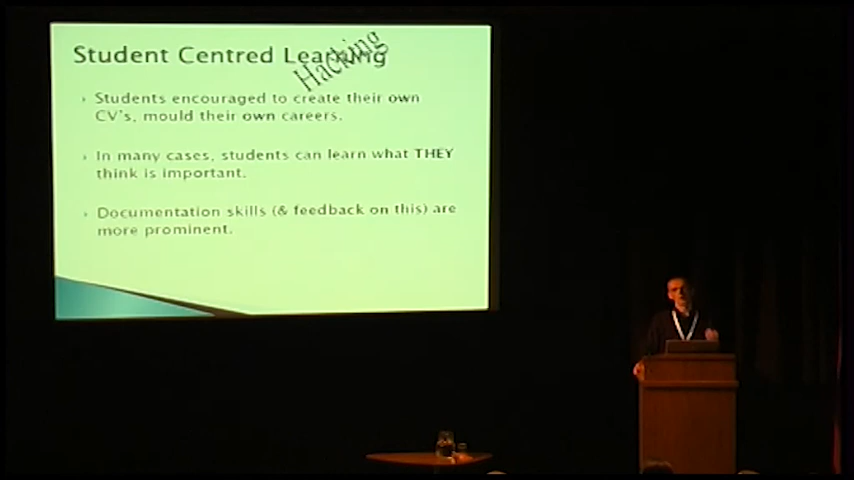 Student Centred Learning
Hacking
Students encouraged to create their own
CV's, mould their own careers.
In many cases, students can learn what THEY
think is important.
Documentation skills (& feedback on this) are
more prominent.